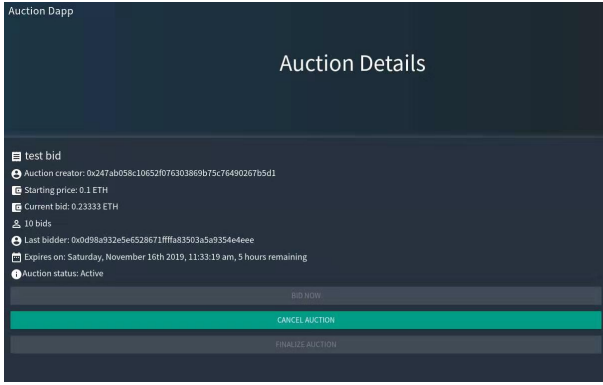 Auction Dapp
Auction Details
test bid
Auction creator: 0x247ab058c10652f076303869b75c76490267b5d1
Starting price: 0.1 ETH
Current bid: 0.23333 ETH
10 bids
Last bidder: 0x0d98a932e5e6528671ffffa83503a5a9354e4eee
Expires on: Saturday, November 16th 2019, 11:33:19 am, 5 hours remaining
Auction status: Active
BID NOW
CANCEL AUCTION
FINALIZE AUCTION